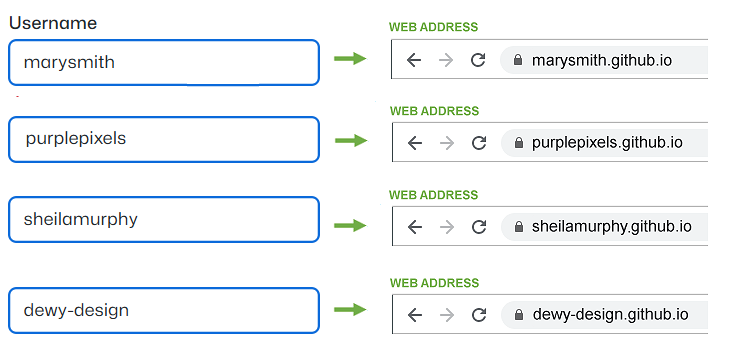 Username
WEB ADDRESS
marysmith
marysmith.github.io
WEB ADDRESS
purplepixels
purplepixels.github.io
WEB ADDRESS
sheilamurphy
sheilamurphy.github.io
WEB ADDRESS
dewy-design
dewy-design.github.io